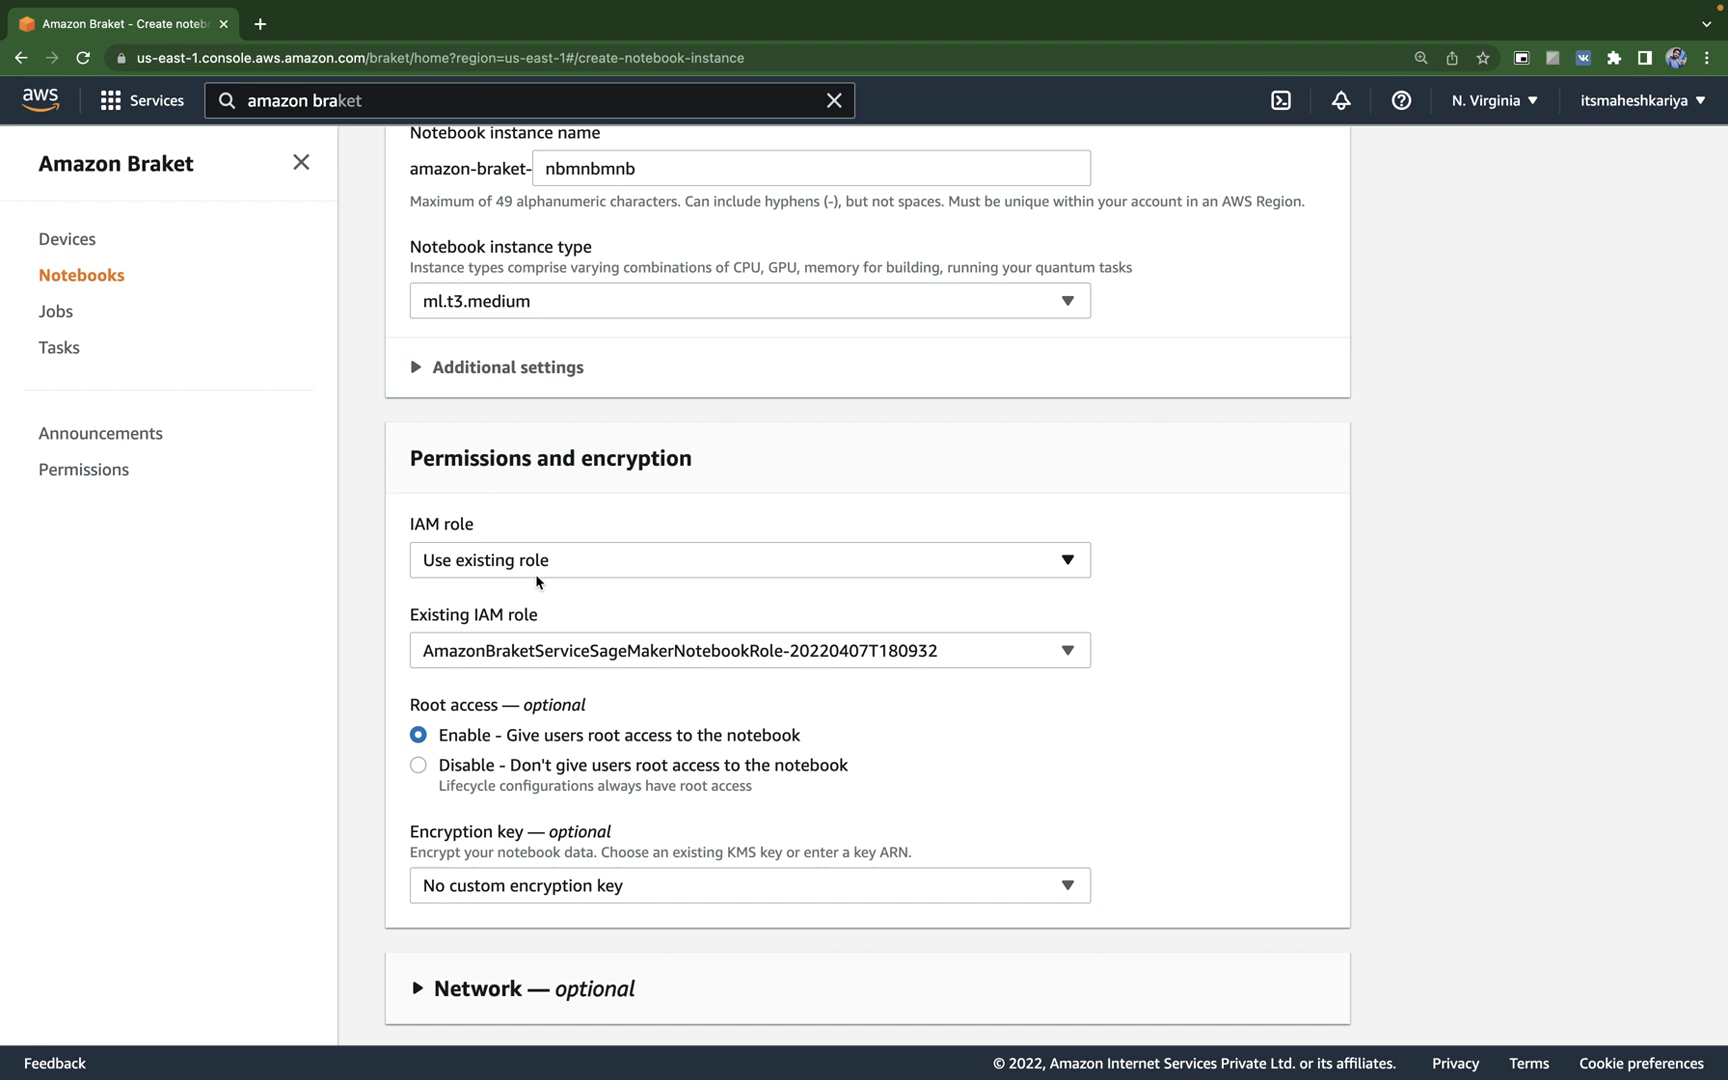 Amazon Braket - Create noteb
us-east-1.console.aws.amazon.com/braket/home?region=us-east-1#/create-notebook-instance
aws
Services
amazon braket
N. Virginia
itsmaheshkariya
Amazon Braket
Devices
Notebooks
Jobs
Tasks
Announcements
Permissions
Notebook instance name
amazon-braket-
nbmnbmnb
Maximum of 49 alphanumeric characters. Can include hyphens (-), but not spaces. Must be unique within your account in an AWS Region.
Notebook instance type
Instance types comprise varying combinations of CPU, GPU, memory for building, running your quantum tasks
ml.t3.medium
Additional settings
Permissions and encryption
IAM role
Use existing role
Existing IAM role
AmazonBraketServiceSageMakerNotebookRole-20220407T180932
Root access — optional
Enable - Give users root access to the notebook
Disable - Don't give users root access to the notebook
Lifecycle configurations always have root access
Encryption key — optional
Encrypt your notebook data. Choose an existing KMS key or enter a key ARN.
No custom encryption key
Network — optional
Feedback
© 2022, Amazon Internet Services Private Ltd. or its affiliates.
Privacy
Terms
Cookie preferences